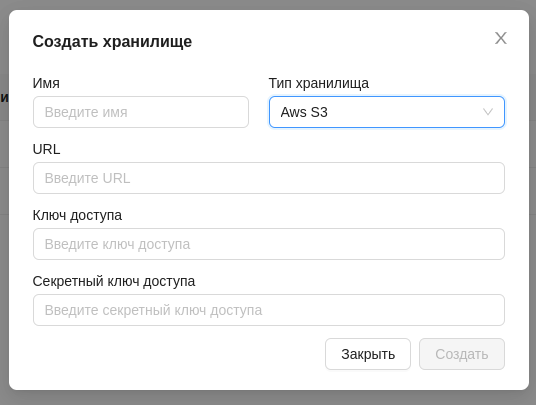 Создать хранилище
Имя
Тип хранилища
Введите имя
Aws S3
URL
Введите URL
Ключ доступа
Введите ключ доступа
Секретный ключ доступа
Введите секретный ключ доступа
Закрыть
Создать